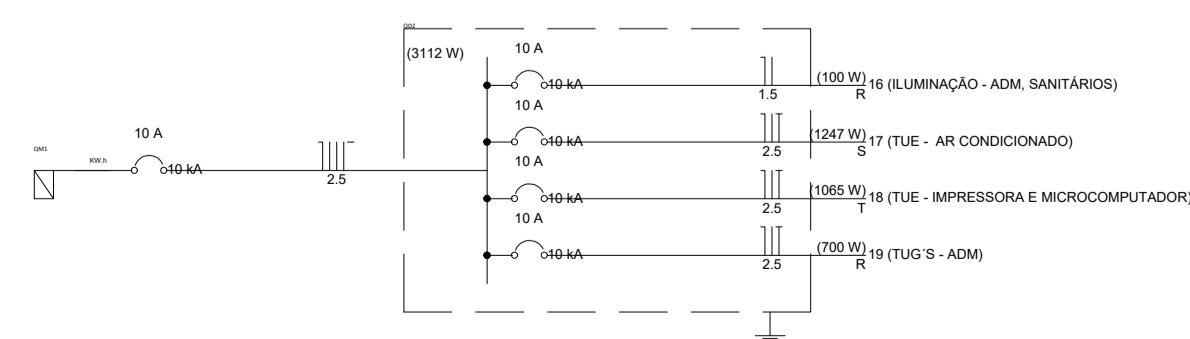 QD2
(3112 W)
10 A
10 kA
1.5
(100 W)
R
16 (ILUMINAÇÃO - ADM, SANITÁRIOS)
10 A
10 kA
2.5
(1247 W)
S
17 (TUE - AR CONDICIONADO)
QM1
KW.h
10 A
10 kA
2.5
10 A
10 kA
2.5
(1065 W)
T
18 (TUE - IMPRESSORA E MICROCOMPUTADOR)
10 A
10 kA
2.5
(700 W)
R
19 (TUG´S - ADM)